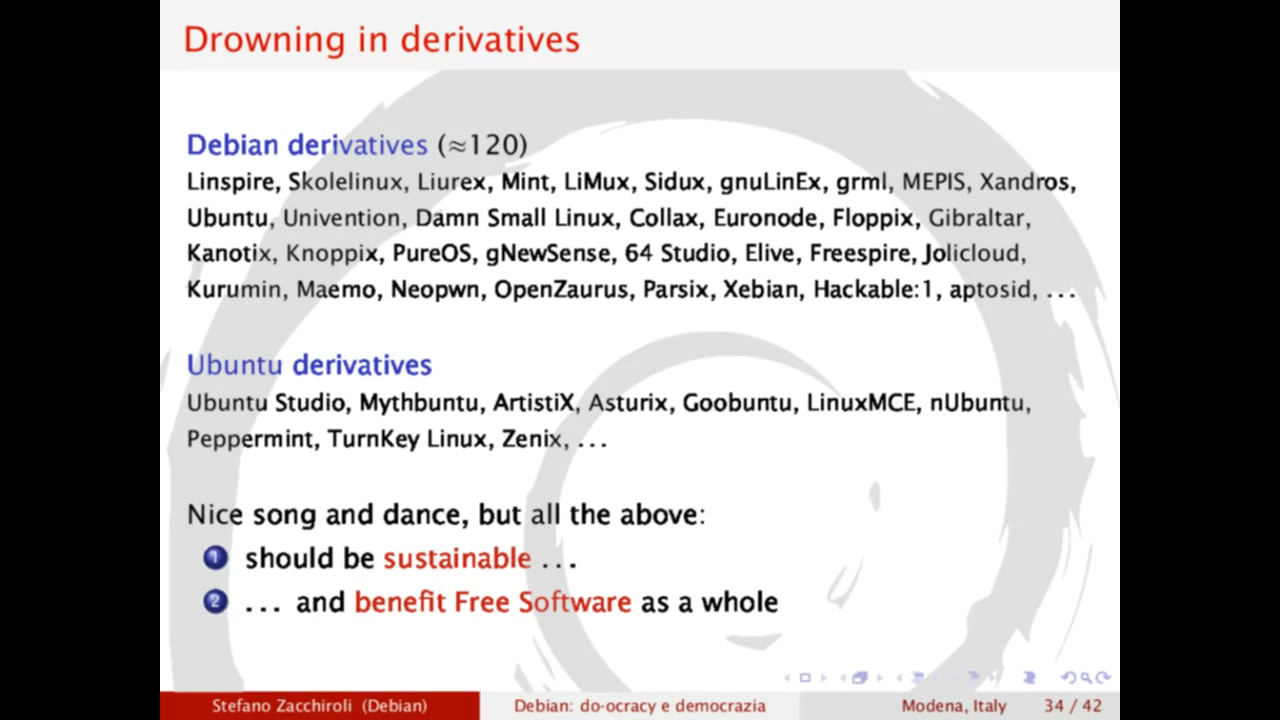 Drowning in derivatives
Debian derivatives (≈120)
Linspire, Skolelinux, Liurex, Mint, LiMux, Sidux, gnuLinEx, grml, MEPIS, Xandros,
Ubuntu, Univention, Damn Small Linux, Collax, Euronode, Floppix, Gibraltar,
Kanotix, Knoppix, PureOS, gNewSense, 64 Studio, Elive, Freespire, Jolicloud,
Kurumin, Maemo, Neopwn, OpenZaurus, Parsix, Xebian, Hackable:1, aptosid, ...
Ubuntu derivatives
Ubuntu Studio, Mythbuntu, ArtistiX, Asturix, Goobuntu, LinuxMCE, nUbuntu,
Peppermint, TurnKey Linux, Zenix, ...
Nice song and dance, but all the above:
1 should be sustainable ...
2 ... and benefit Free Software as a whole
Stefano Zacchiroli (Debian) Debian: do-ocracy e democrazia Modena, Italy 34 / 42